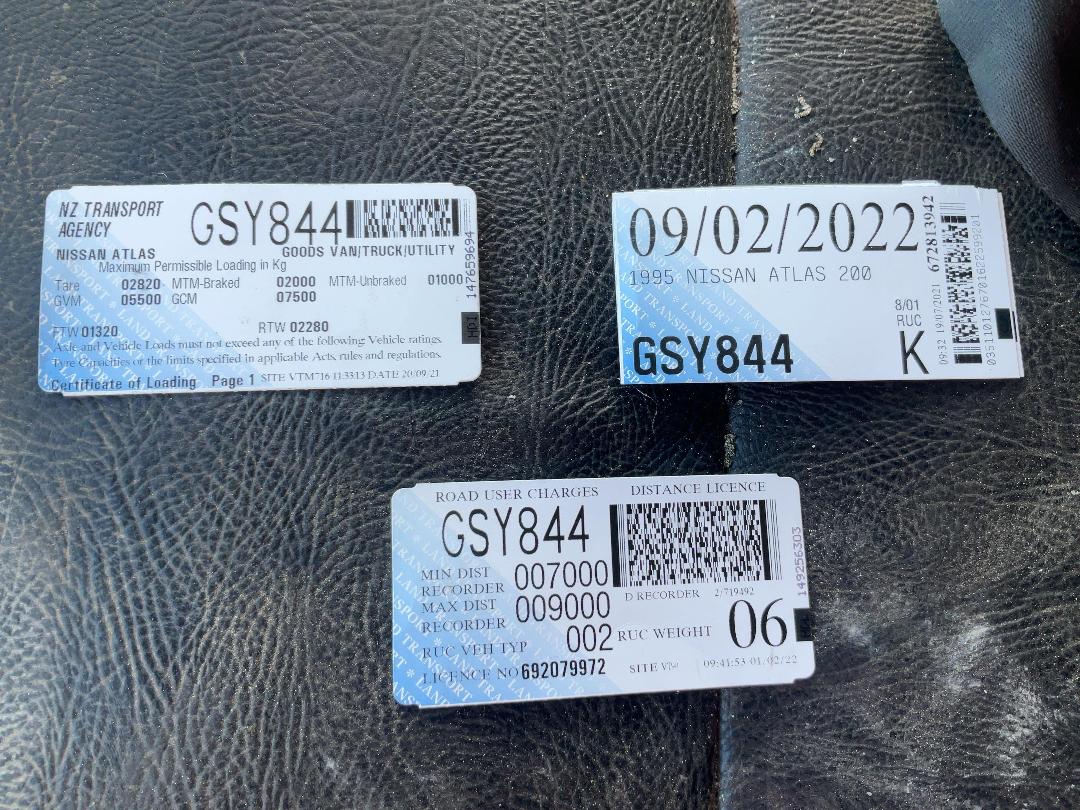 NZ TRANSPORT
AGENCY
GSY844
NISSAN ATLAS
GOODS VAN/TRUCK/UTILITY
Maximum Permissible Loading in Kg
Tare 02820 MTM-Braked 02000 MTM-Unbraked 01000
GVM 05500 GCM 07500
FTW 01320 RTW 02280
Axle and Vehicle Loads must not exceed any of the following: Vehicle ratings.
Tyre Capacities or the limits specified in applicable Acts, rules and regulations.
Certificate of Loading Page 1 SITE VTM716 113313 DATE 20/09/21
147659694
MDI
09/02/2022
1995 NISSAN ATLAS 200
8/01
RUC
GSY844
K
09:32 19/07/2021 672813942
ROAD USER CHARGES DISTANCE LICENCE
GSY844
MIN DIST
RECORDER 007000
MAX DIST
RECORDER 009000
D RECORDER 2/719492
RUC VEH TYP 002 RUC WEIGHT 06
LICENCE NO 692079972 SITE 09:41:53 01/02/22
149256303